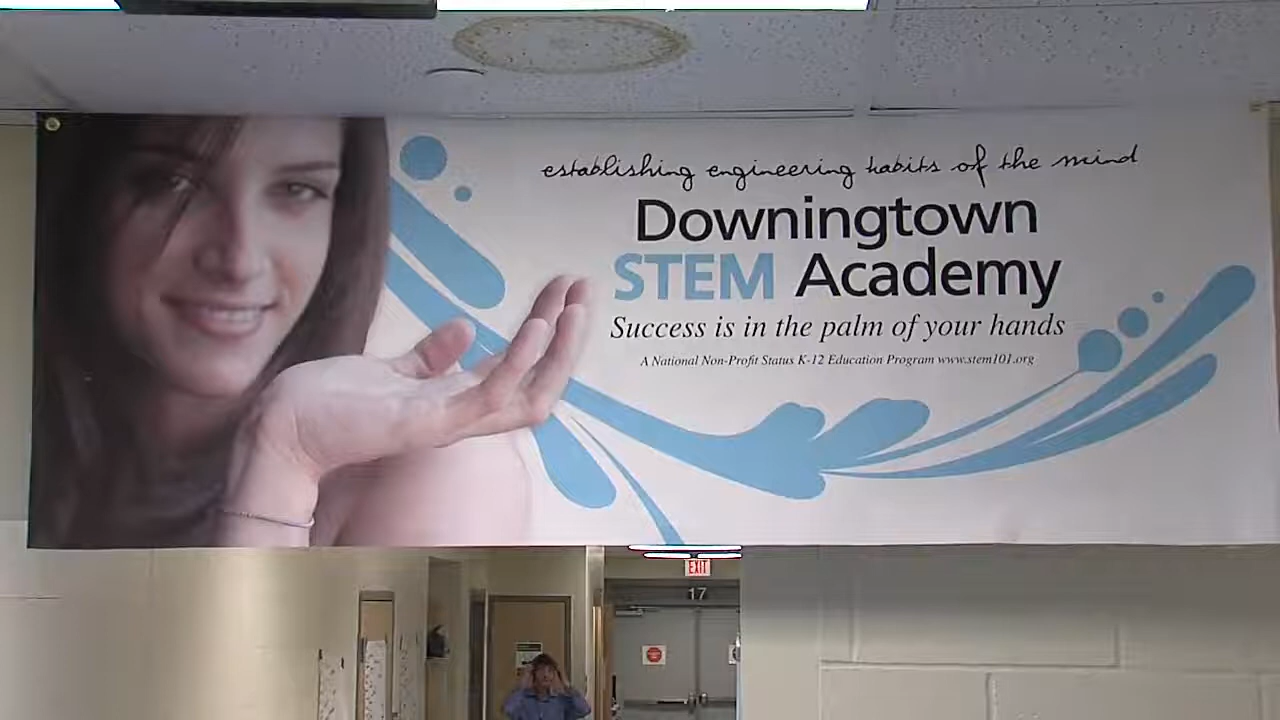 establishing engineering habits of the mind
Downingtown
STEM Academy
Success is in the palm of your hands
A National Non-Profit Status K-12 Education Program www.stem101.org
EXIT
17